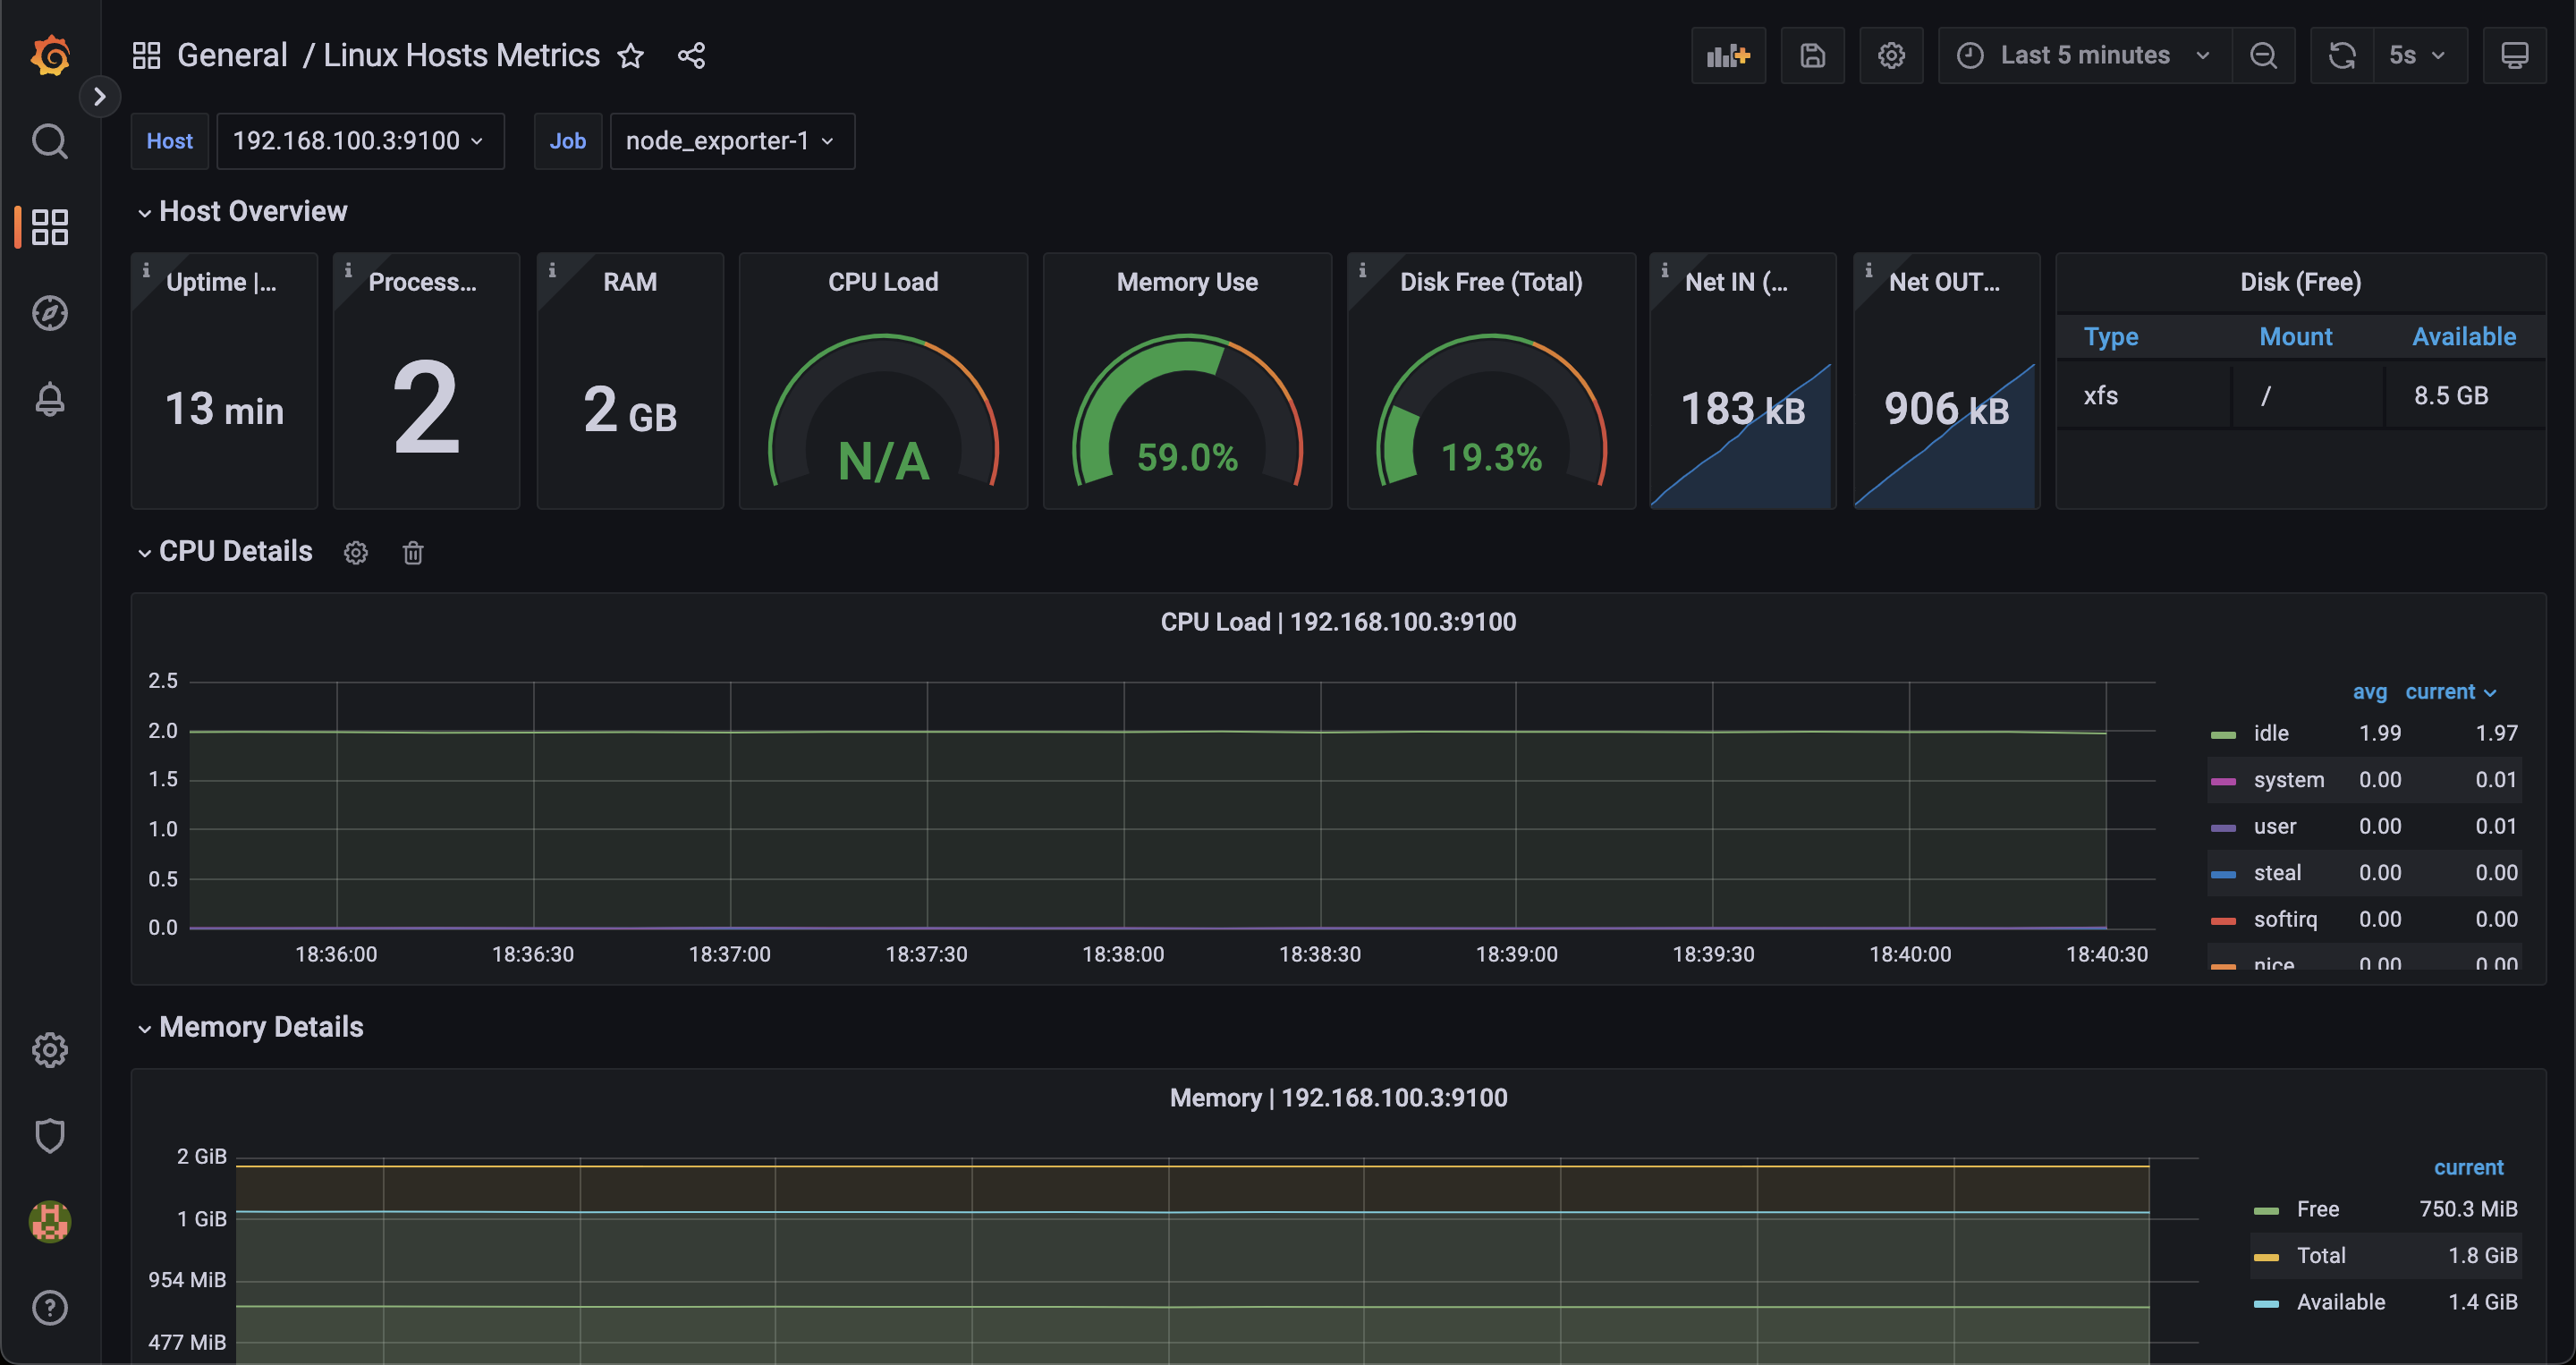 General / Linux Hosts Metrics
Last 5 minutes
5s
Host 192.168.100.3:9100 Job node_exporter-1
Host Overview
Uptime |...
13 min
Process...
2
RAM
2 GB
CPU Load
N/A
Memory Use
59.0%
Disk Free (Total)
19.3%
Net IN (...
183 kB
Net OUT...
906 kB
Disk (Free)
Type Mount Available
xfs / 8.5 GB
CPU Details
CPU Load | 192.168.100.3:9100
2.5
2.0
1.5
1.0
0.5
0.0
18:36:00 18:36:30 18:37:00 18:37:30 18:38:00 18:38:30 18:39:00 18:39:30 18:40:00 18:40:30
avg current
idle 1.99 1.97
system 0.00 0.01
user 0.00 0.01
steal 0.00 0.00
softirq 0.00 0.00
nice 0.00 0.00
Memory Details
Memory | 192.168.100.3:9100
2 GiB
1 GiB
954 MiB
477 MiB
current
Free 750.3 MiB
Total 1.8 GiB
Available 1.4 GiB